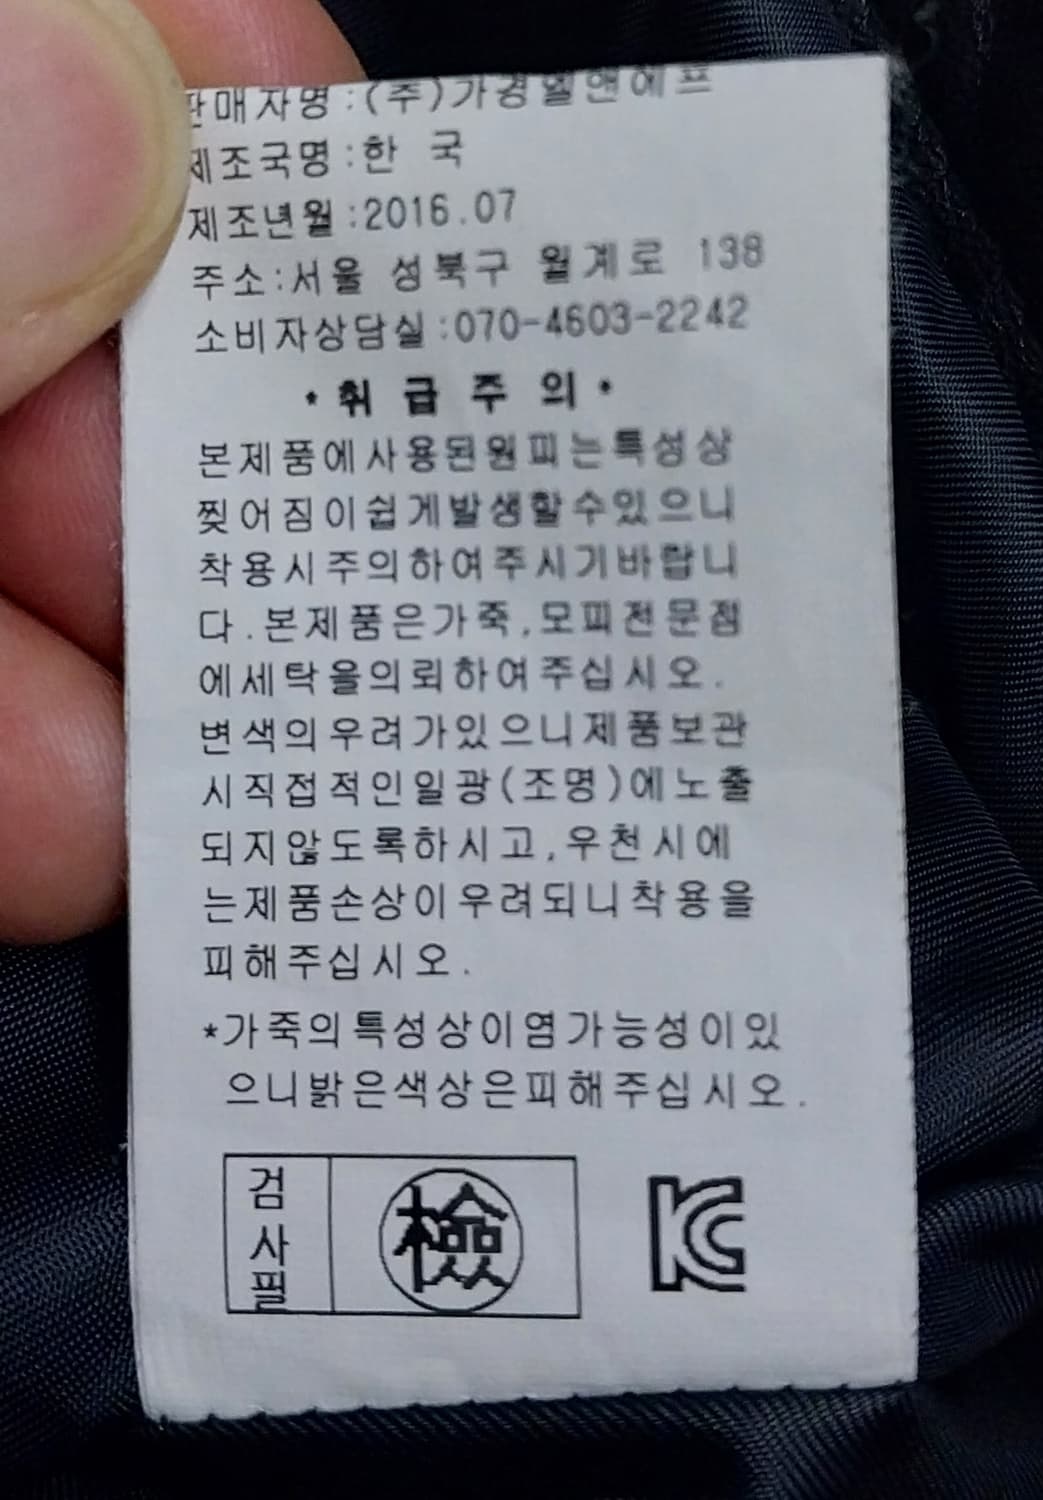 판매자명:(주)가경엘앤에프
제조국명:한 국
제조년월:2016.07
주소:서울 성북구 월계로 138
소비자상담실:070-4603-2242
*취 급 주 의*
본제품에사용된원피는특성상
찢어짐이쉽게발생할수있으니
착용시주의하여주시기바랍니
다.본제품은가죽,모피전문점
에세탁을의뢰하여주십시오.
변색의우려가있으니제품보관
시직접적인일광(조명)에노출
되지않도록하시고,우천시에
는제품손상이우려되니착용을
피해주십시오.
*가죽의특성상이염가능성이있
으니밝은색상은피해주십시오.
검사필
檢
KC